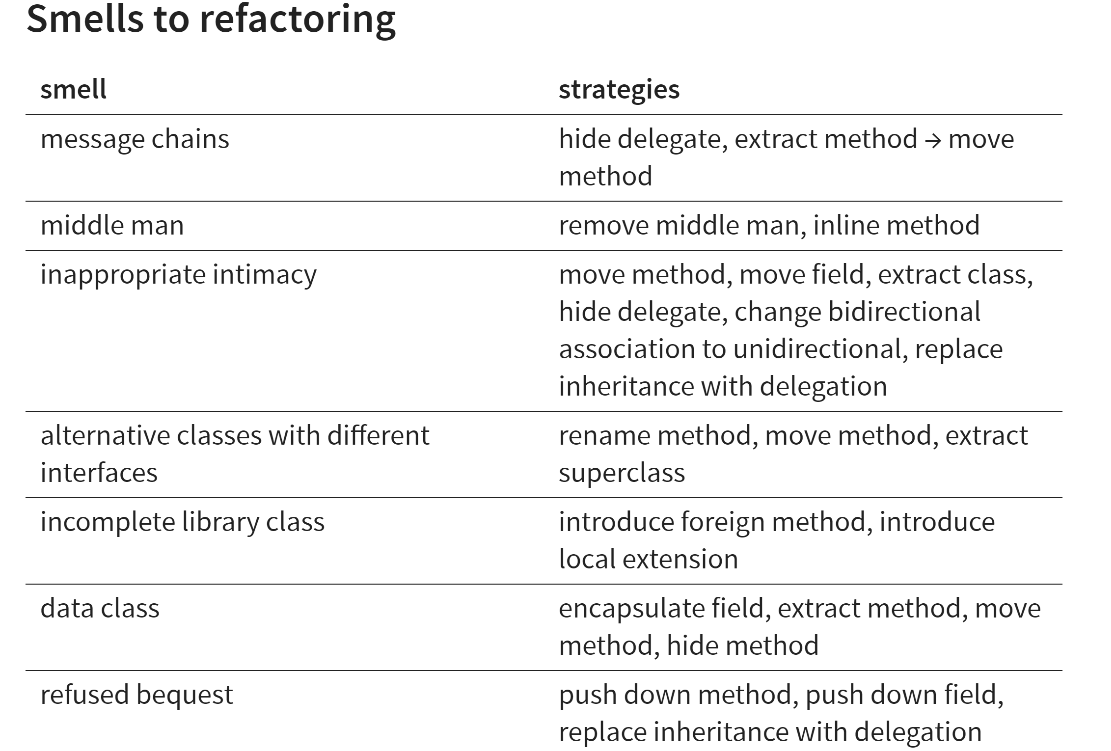 Smells to refactoring
smell strategies
message chains hide delegate, extract method → move
method
middle man remove middle man, inline method
inappropriate intimacy move method, move field, extract class,
hide delegate, change bidirectional
association to unidirectional, replace
inheritance with delegation
alternative classes with different rename method, move method, extract
interfaces superclass
incomplete library class introduce foreign method, introduce
local extension
data class encapsulate field, extract method, move
method, hide method
refused bequest push down method, push down field,
replace inheritance with delegation